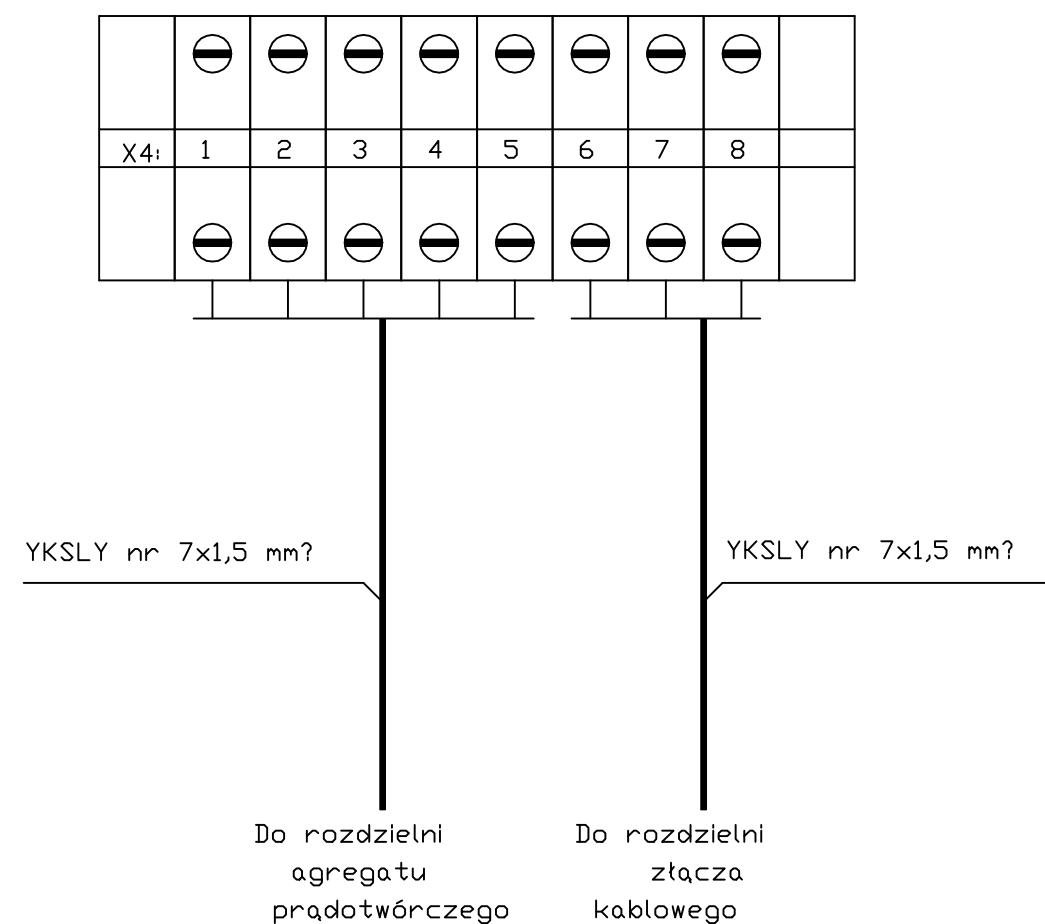 X4: 1 2 3 4 5 6 7 8
YKSLY nr 7x1,5 mm?
YKSLY nr 7x1,5 mm?
Do rozdzielni
agregatu
prądotwórczego
Do rozdzielni
złącza
kablowego